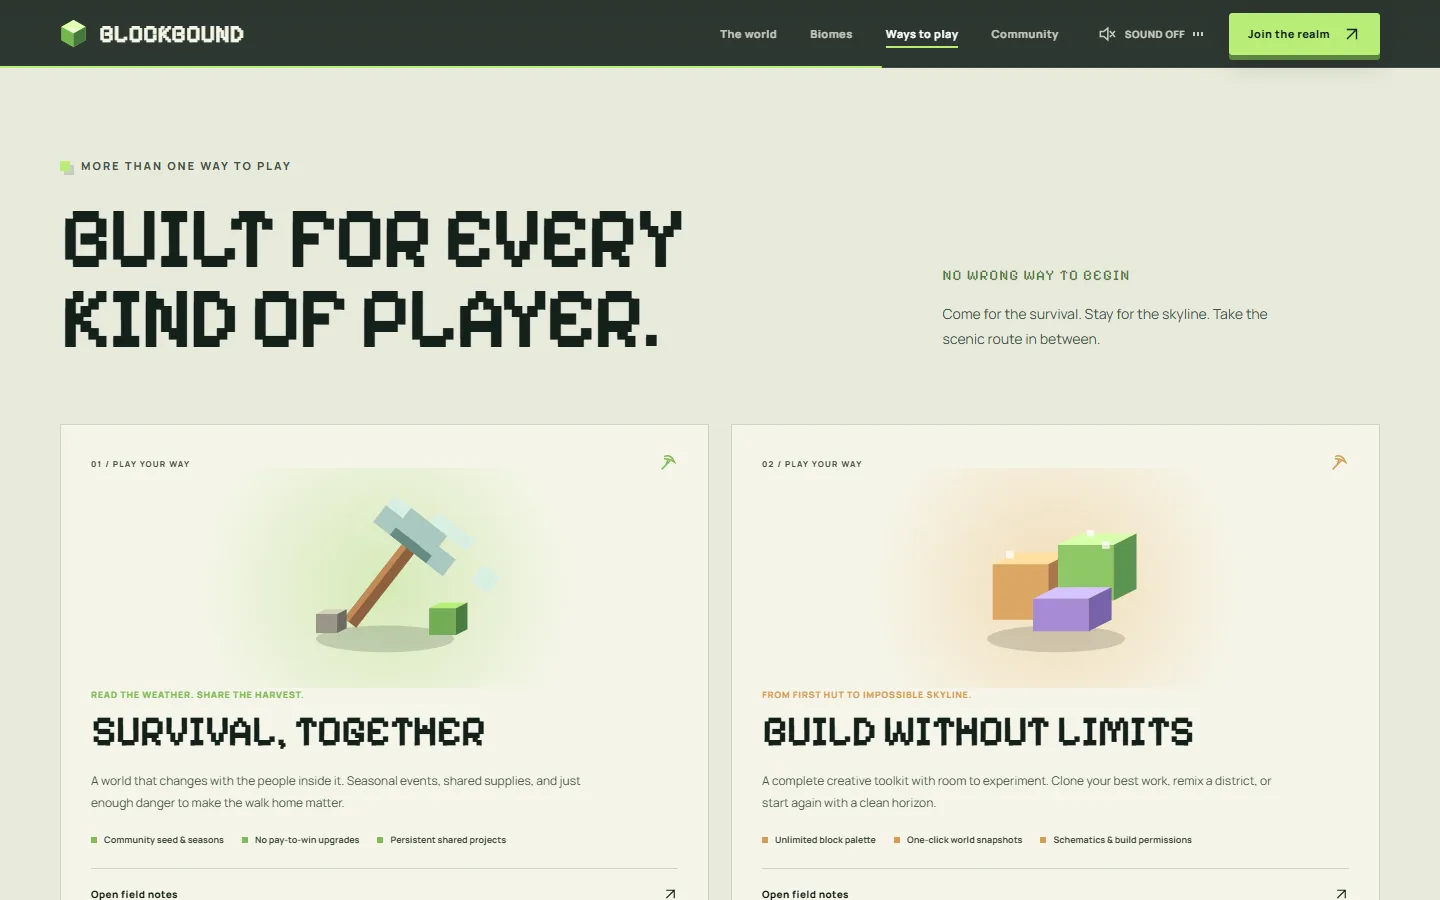 BLOOKBOUND
The world
Biomes
Ways to play
Community
SOUND OFF
Join the realm
MORE THAN ONE WAY TO PLAY
BUILT FOR EVERY
KIND OF PLAYER.
NO WRONG WAY TO BEGIN
Come for the survival. Stay for the skyline. Take the
scenic route in between.
01 / PLAY YOUR WAY
READ THE WEATHER. SHARE THE HARVEST.
SURVIVAL, TOGETHER
A world that changes with the people inside it. Seasonal events, shared supplies, and just
enough danger to make the walk home matter.
Community seed & seasons
No pay-to-win upgrades
Persistent shared projects
Open field notes
02 / PLAY YOUR WAY
FROM FIRST HUT TO IMPOSSIBLE SKYLINE.
BUILD WITHOUT LIMITS
A complete creative toolkit with room to experiment. Clone your best work, remix a district, or
start again with a clean horizon.
Unlimited block palette
One-click world snapshots
Schematics & build permissions
Open field notes